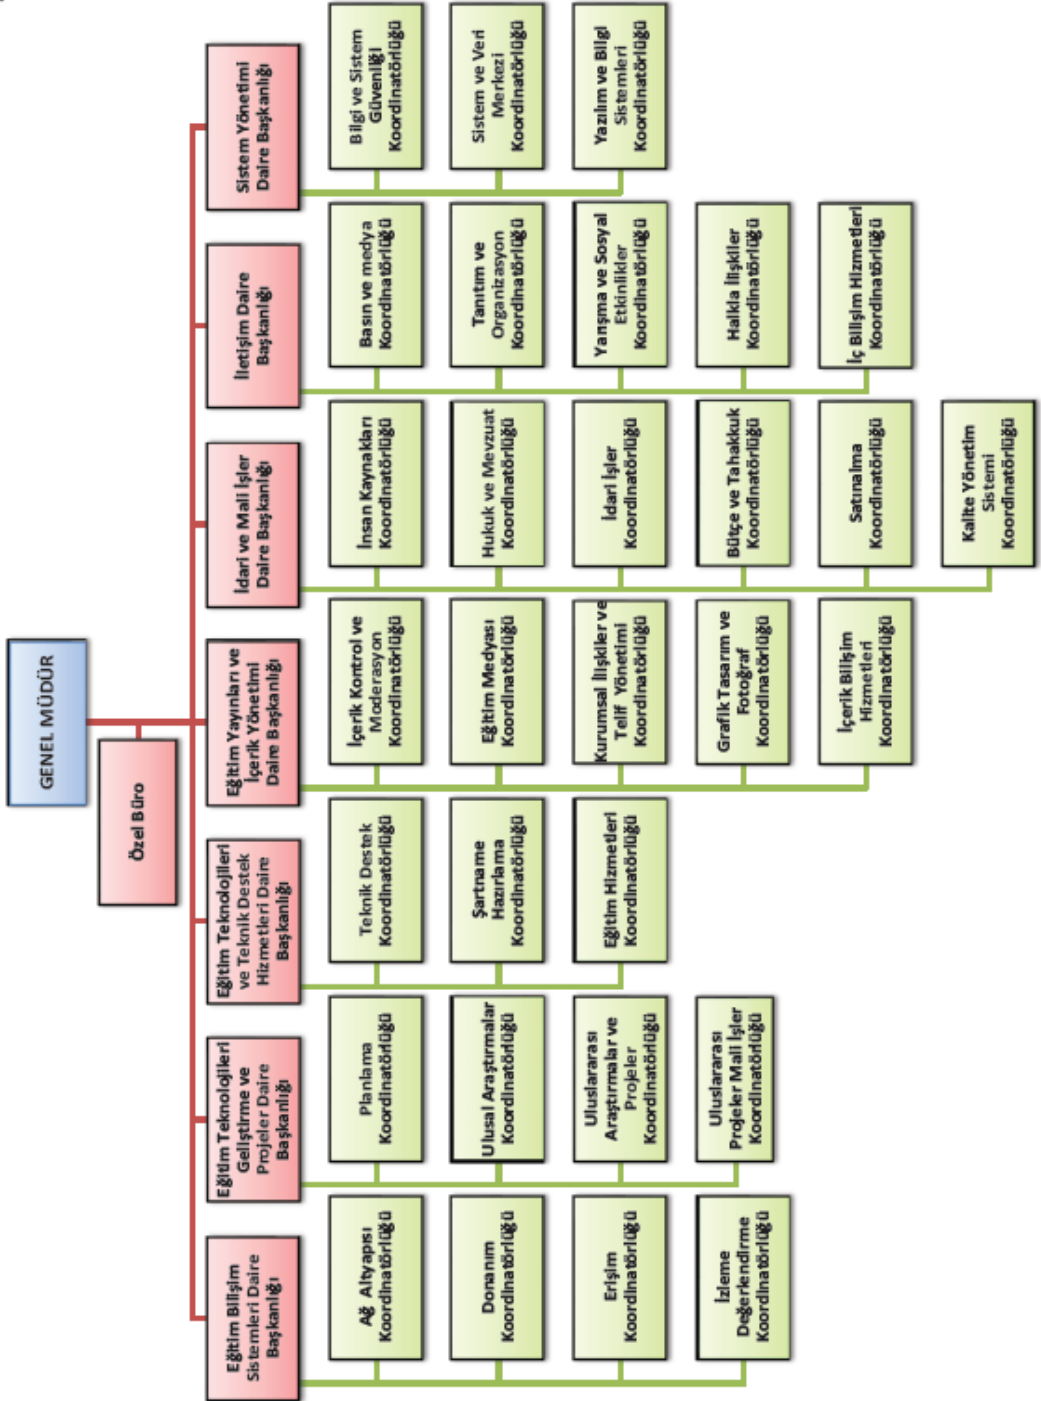 GENEL MÜDÜR
Özel Büro
Eğitim Bilişim
Sistemleri Daire
Başkanlığı
Ağ Altyapısı
Koordinatörlüğü
Donanım
Koordinatörlüğü
Erişim
Koordinatörlüğü
İzleme
Değerlendirme
Koordinatörlüğü
Eğitim Teknolojileri
Geliştirme ve
Projeler Daire
Başkanlığı
Planlama
Koordinatörlüğü
Ulusal Araştırmalar
Koordinatörlüğü
Uluslararası
Araştırmalar ve
Projeler
Koordinatörlüğü
Uluslararası
Projeler Mali İşler
Koordinatörlüğü
Eğitim Teknolojileri
ve Teknik Destek
Hizmetleri Daire
Başkanlığı
Teknik Destek
Koordinatörlüğü
Şartname
Hazırlama
Koordinatörlüğü
Eğitim Hizmetleri
Koordinatörlüğü
Eğitim Yayınları ve
İçerik Yönetimi
Daire Başkanlığı
İçerik Kontrol ve
Moderasyon
Koordinatörlüğü
Eğitim Medyası
Koordinatörlüğü
Kurumsal İlişkiler ve
Telif Yönetimi
Koordinatörlüğü
Grafik Tasarım ve
Fotoğraf
Koordinatörlüğü
İçerik Bilişim
Hizmetleri
Koordinatörlüğü
İdari ve Mali İşler
Daire Başkanlığı
İnsan Kaynakları
Koordinatörlüğü
Hukuk ve Mevzuat
Koordinatörlüğü
İdari İşler
Koordinatörlüğü
Bütçe ve Tahakkuk
Koordinatörlüğü
Satınalma
Koordinatörlüğü
Kalite Yönetim
Sistemi
Koordinatörlüğü
İletişim Daire
Başkanlığı
Basın ve medya
Koordinatörlüğü
Tanıtım ve
Organizasyon
Koordinatörlüğü
Yarışma ve Sosyal
Etkinlikler
Koordinatörlüğü
Halkla İlişkiler
Koordinatörlüğü
İç Bilişim Hizmetleri
Koordinatörlüğü
Sistem Yönetimi
Daire Başkanlığı
Bilgi ve Sistem
Güvenliği
Koordinatörlüğü
Sistem ve Veri
Merkezi
Koordinatörlüğü
Yazılım ve Bilgi
Sistemleri
Koordinatörlüğü